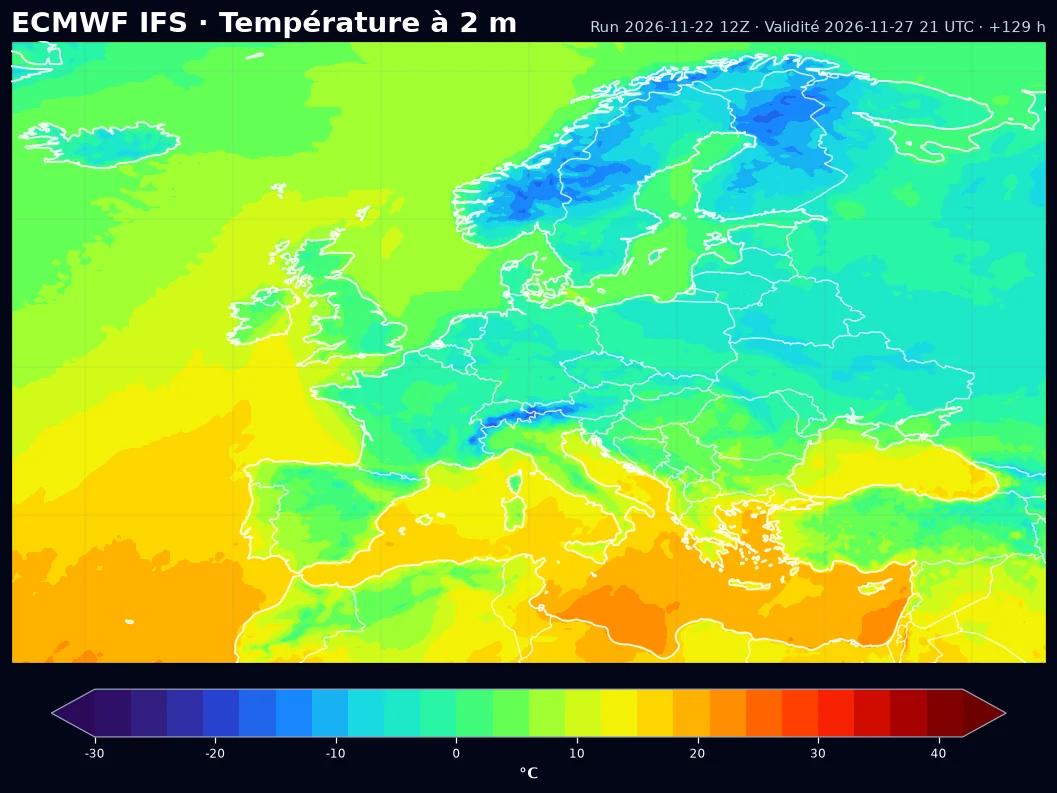 ECMWF IFS · Température à 2 m
Run 2026-11-22 12Z · Validité 2026-11-27 21 UTC · +129 h
-30 -20 -10 0 10 20 30 40
°C